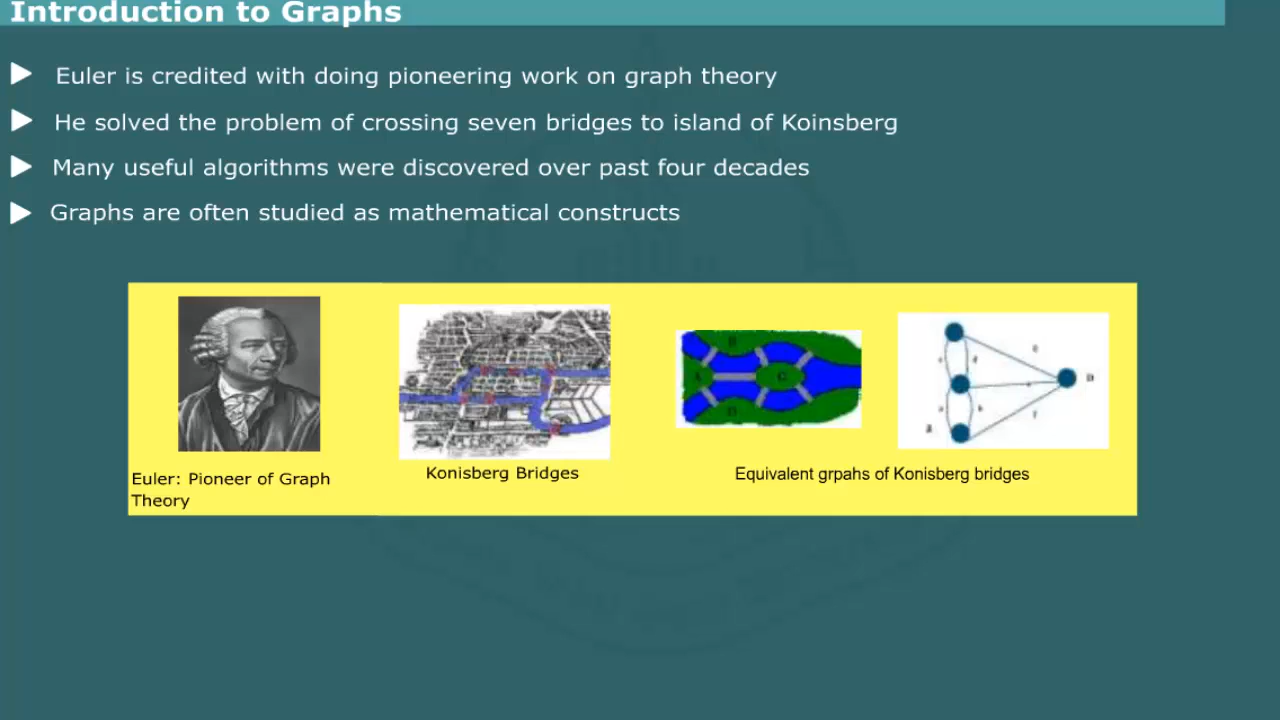 Introduction to Graphs
Euler is credited with doing pioneering work on graph theory
He solved the problem of crossing seven bridges to island of Koinsberg
Many useful algorithms were discovered over past four decades
Graphs are often studied as mathematical constructs
Euler: Pioneer of Graph
Theory
Konisberg Bridges
Equivalent grpahs of Konisberg bridges